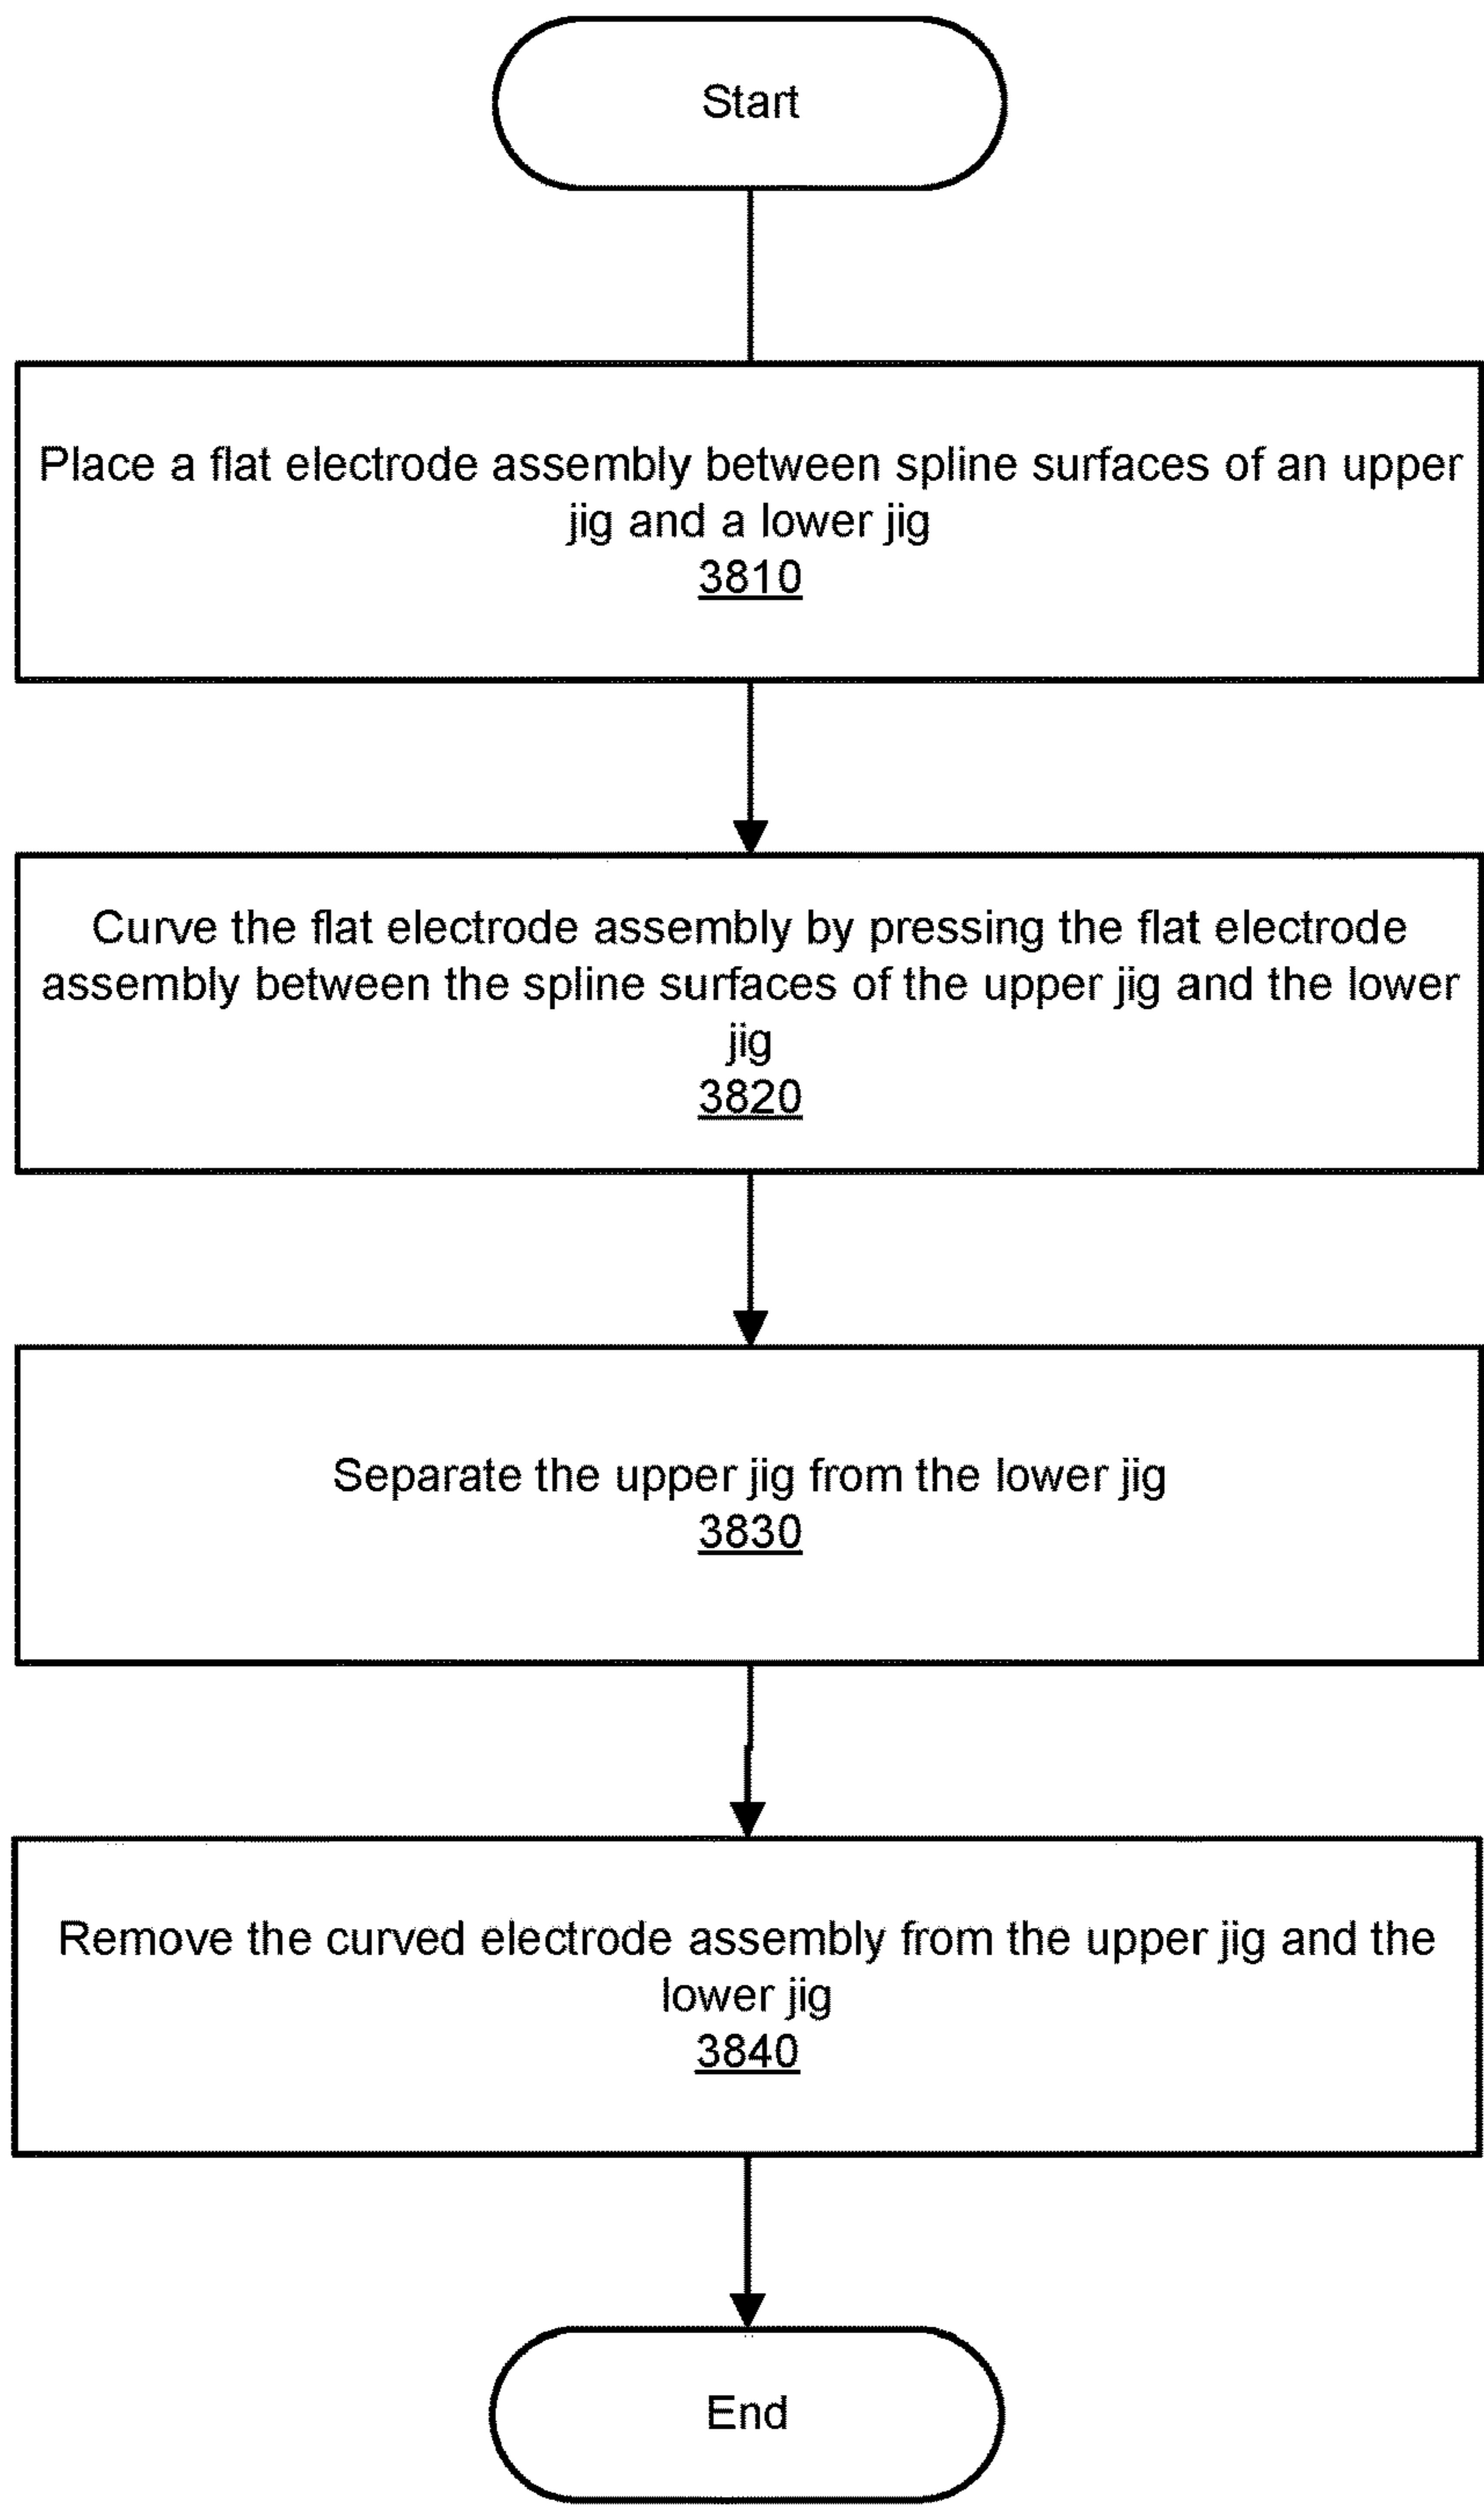 Start
Place a flat electrode assembly between spline surfaces of an upper
jig and a lower jig
3810
Curve the flat electrode assembly by pressing the flat electrode
assembly between the spline surfaces of the upper jig and the lower
jig
3820
Separate the upper jig from the lower jig
3830
Remove the curved electrode assembly from the upper jig and the
lower jig
3840
End